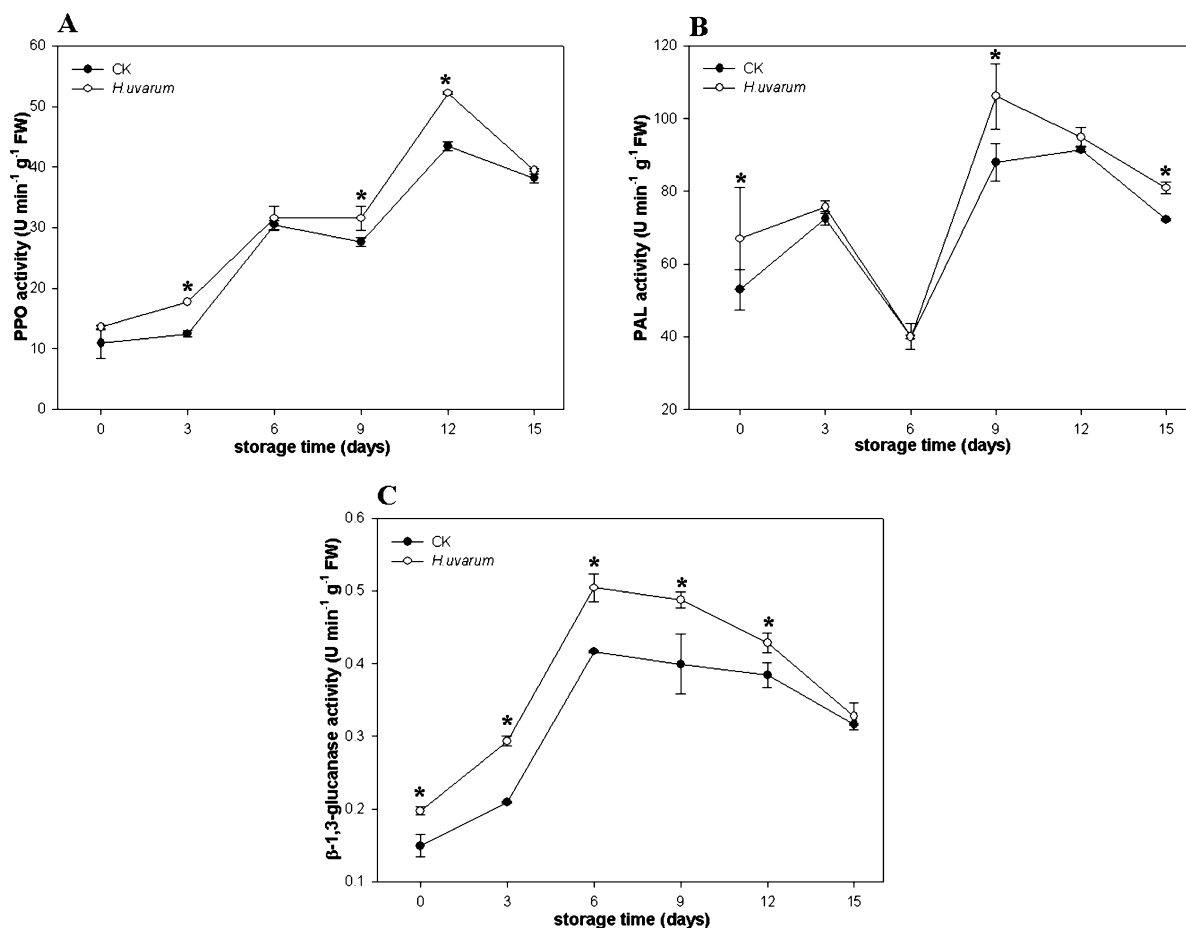 A
PPO activity (U min⁻¹ g⁻¹ FW)
60
50
40
30
20
10
0
CK
H.uvarum
*
*
*
0 3 6 9 12 15
storage time (days)
B
PAL activity (U min⁻¹ g⁻¹ FW)
120
100
80
60
40
20
CK
H.uvarum
*
*
*
0 3 6 9 12 15
storage time (days)
C
β-1,3-glucanase activity (U min⁻¹ g⁻¹ FW)
0.6
0.5
0.4
0.3
0.2
0.1
CK
H.uvarum
*
*
*
*
*
0 3 6 9 12 15
storage time (days)